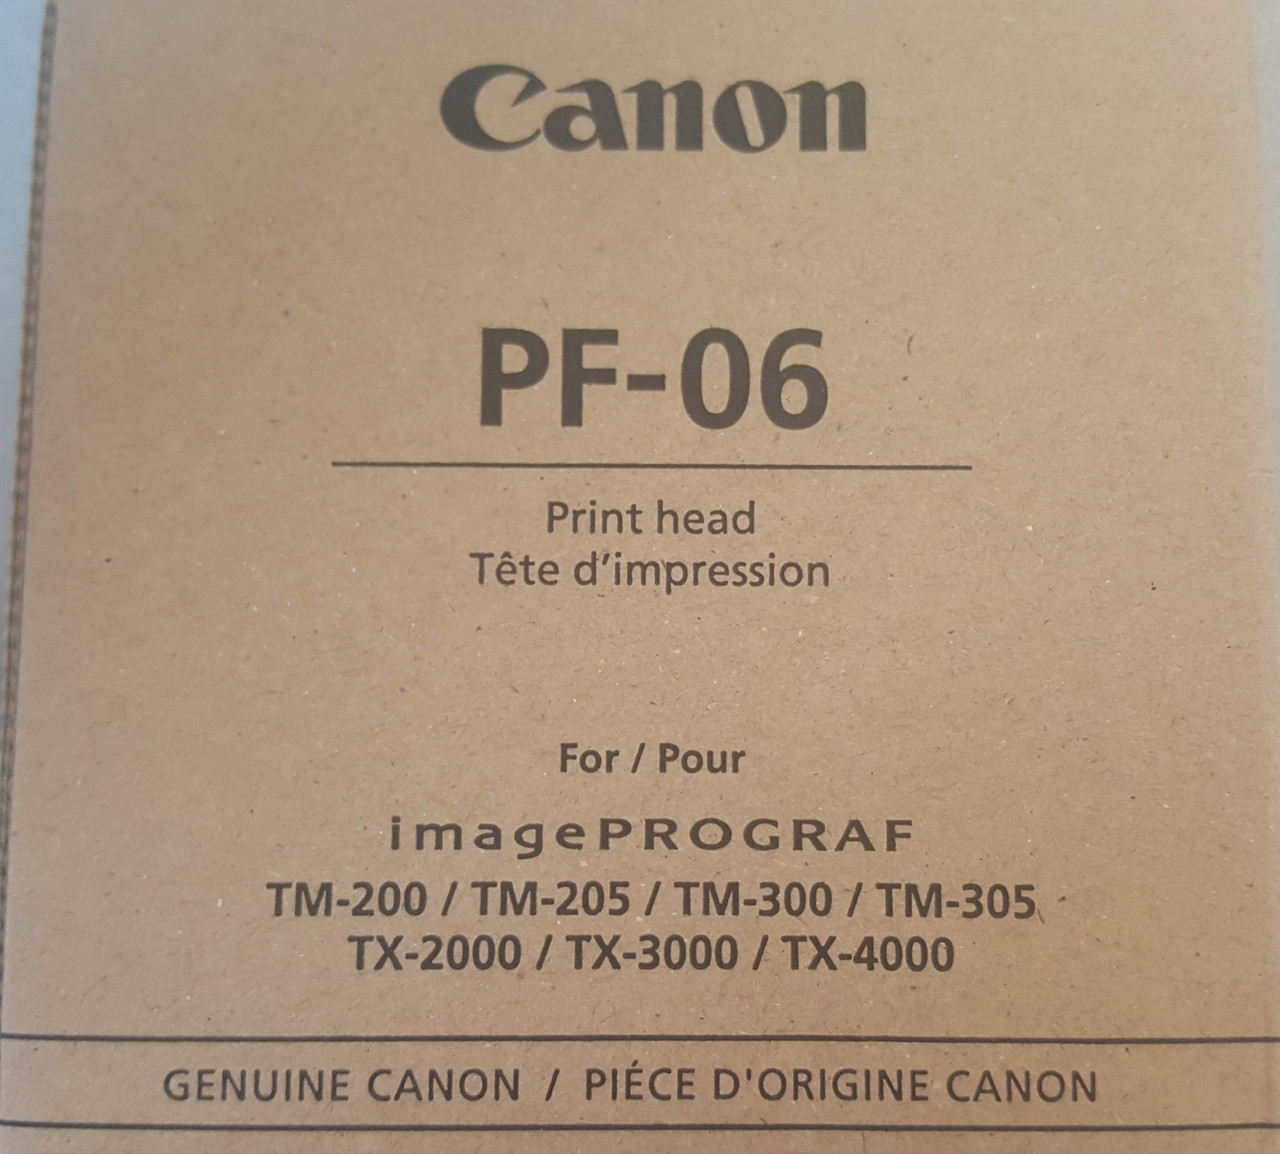 Canon
PF-06
Print head
Tête d'impression
For / Pour
imagePROGRAF
TM-200 / TM-205 / TM-300 / TM-305
TX-2000 / TX-3000 / TX-4000
GENUINE CANON / PIÉCE D'ORIGINE CANON